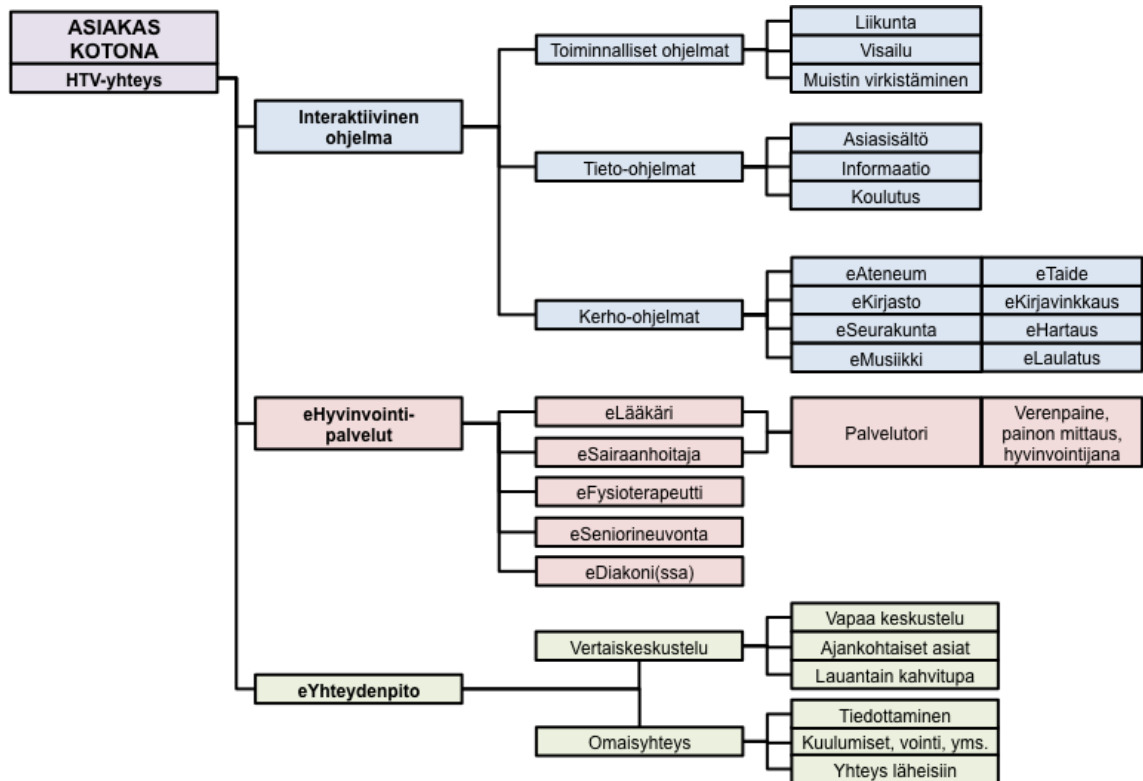 ASIAKAS
KOTONA
HTV-yhteys
Interaktiivinen
ohjelma
Toiminnalliset ohjelmat
Liikunta
Visailu
Muistin virkistäminen
Tieto-ohjelmat
Asiasisältö
Informaatio
Koulutus
Kerho-ohjelmat
eAteneum
eTaide
eKirjasto
eKirjavinkkaus
eSeurakunta
eHartaus
eMusiikki
eLaulatus
eHyvinvointi-
palvelut
eLääkäri
eSairaanhoitaja
eFysioterapeutti
eSeniorineuvonta
eDiakoni(ssa)
Palvelutori
Verenpaine,
painon mittaus,
hyvinvointijana
eYhteydenpito
Vertaiskeskustelu
Vapaa keskustelu
Ajankohtaiset asiat
Lauantain kahvitupa
Omaisyhteys
Tiedottaminen
Kuulumiset, vointi, yms.
Yhteys läheisiin